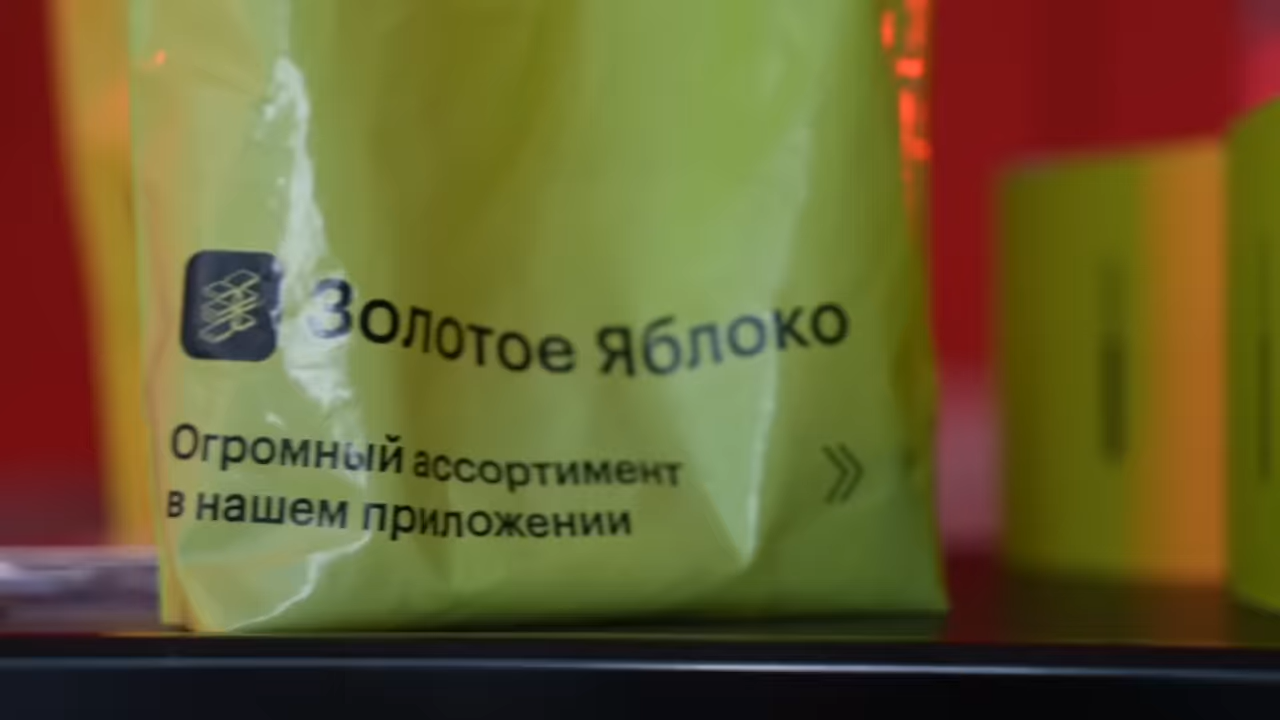 Золотое Яблоко
Огромный ассортимент
в нашем приложении